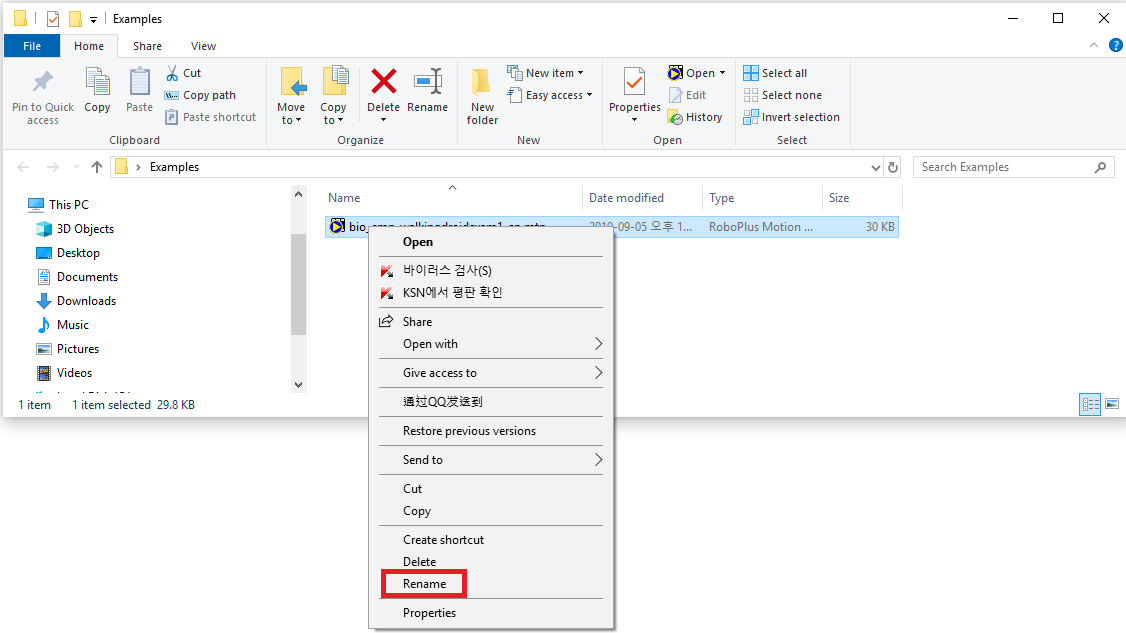 Examples
File Home Share View
Pin to Quick access
Copy
Paste
Cut
Copy path
Paste shortcut
Clipboard
Move to
Copy to
Delete
Rename
Organize
New folder
New item
Easy access
New
Properties
Open
Edit
History
Open
Select all
Select none
Invert selection
Select
Examples
Search Examples
This PC
3D Objects
Desktop
Documents
Downloads
Music
Pictures
Videos
Name Date modified Type Size
오후 1... RoboPlus Motion ... 30 KB
Open
바이러스 검사(S)
KSN에서 평판 확인
Share
Open with
Give access to
通过QQ发送到
Restore previous versions
Send to
Cut
Copy
Create shortcut
Delete
Rename
Properties
1 item 1 item selected 29.8 KB